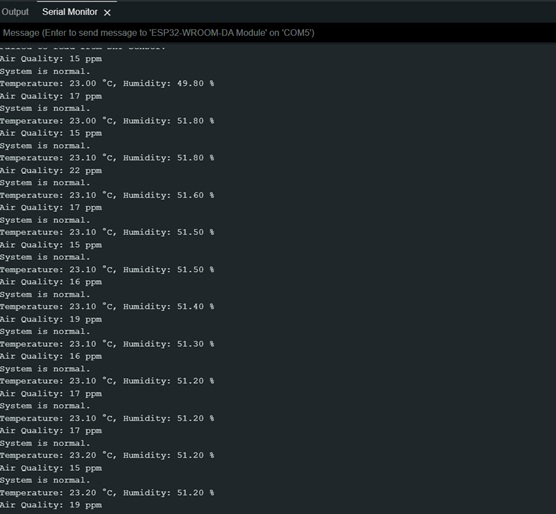 Output
Serial Monitor ×
Message (Enter to send message to 'ESP32-WROOM-DA Module' on 'COM5')
Air Quality: 15 ppm
System is normal.
Temperature: 23.00 °C, Humidity: 49.80 %
Air Quality: 17 ppm
System is normal.
Temperature: 23.00 °C, Humidity: 51.80 %
Air Quality: 15 ppm
System is normal.
Temperature: 23.10 °C, Humidity: 51.80 %
Air Quality: 22 ppm
System is normal.
Temperature: 23.10 °C, Humidity: 51.60 %
Air Quality: 17 ppm
System is normal.
Temperature: 23.10 °C, Humidity: 51.50 %
Air Quality: 15 ppm
System is normal.
Temperature: 23.10 °C, Humidity: 51.50 %
Air Quality: 16 ppm
System is normal.
Temperature: 23.10 °C, Humidity: 51.40 %
Air Quality: 19 ppm
System is normal.
Temperature: 23.10 °C, Humidity: 51.30 %
Air Quality: 16 ppm
System is normal.
Temperature: 23.10 °C, Humidity: 51.20 %
Air Quality: 17 ppm
System is normal.
Temperature: 23.10 °C, Humidity: 51.20 %
Air Quality: 17 ppm
System is normal.
Temperature: 23.20 °C, Humidity: 51.20 %
Air Quality: 15 ppm
System is normal.
Temperature: 23.20 °C, Humidity: 51.20 %
Air Quality: 19 ppm